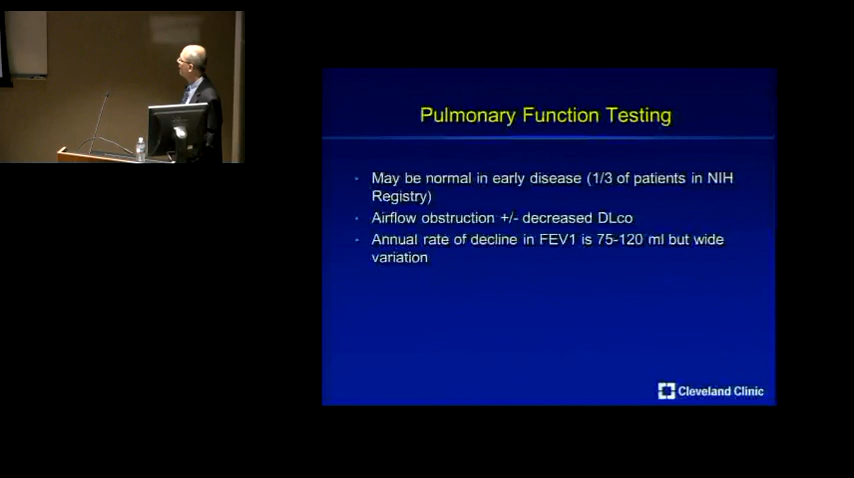 Pulmonary Function Testing
May be normal in early disease (1/3 of patients in NIH
Registry)
Airflow obstruction +/- decreased DLco
Annual rate of decline in FEV1 is 75-120 ml but wide
variation
Cleveland Clinic